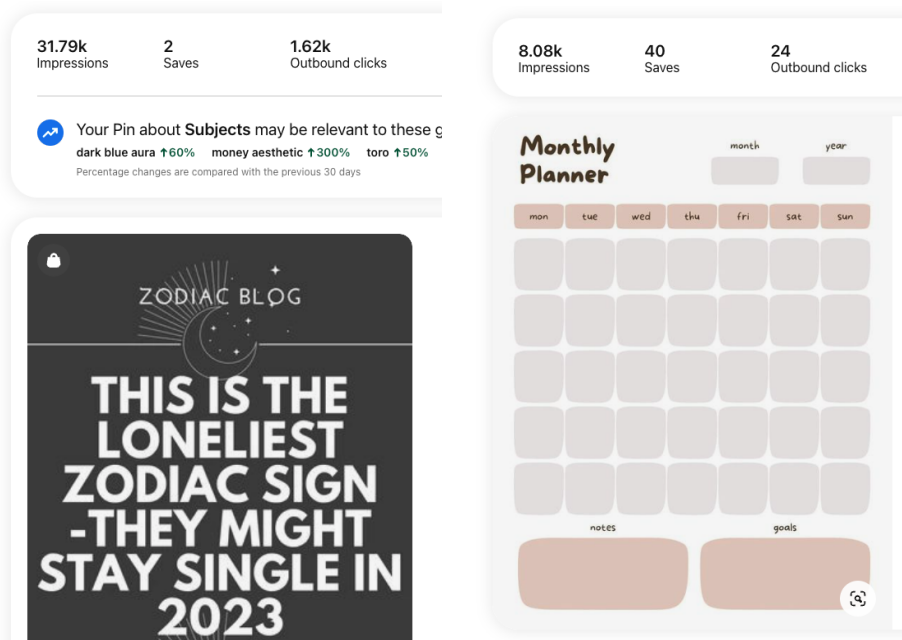 31.79k
Impressions
2
Saves
1.62k
Outbound clicks
Your Pin about Subjects may be relevant to these g
dark blue aura ↑60% money aesthetic ↑300% toro ↑50%
Percentage changes are compared with the previous 30 days
ZODIAC BLOG
THIS IS THE
LONELIEST
ZODIAC SIGN
-THEY MIGHT
STAY SINGLE IN
2023
8.08k
Impressions
40
Saves
24
Outbound clicks
Monthly
Planner
month
year
mon tue wed thu fri sat sun
notes
goals